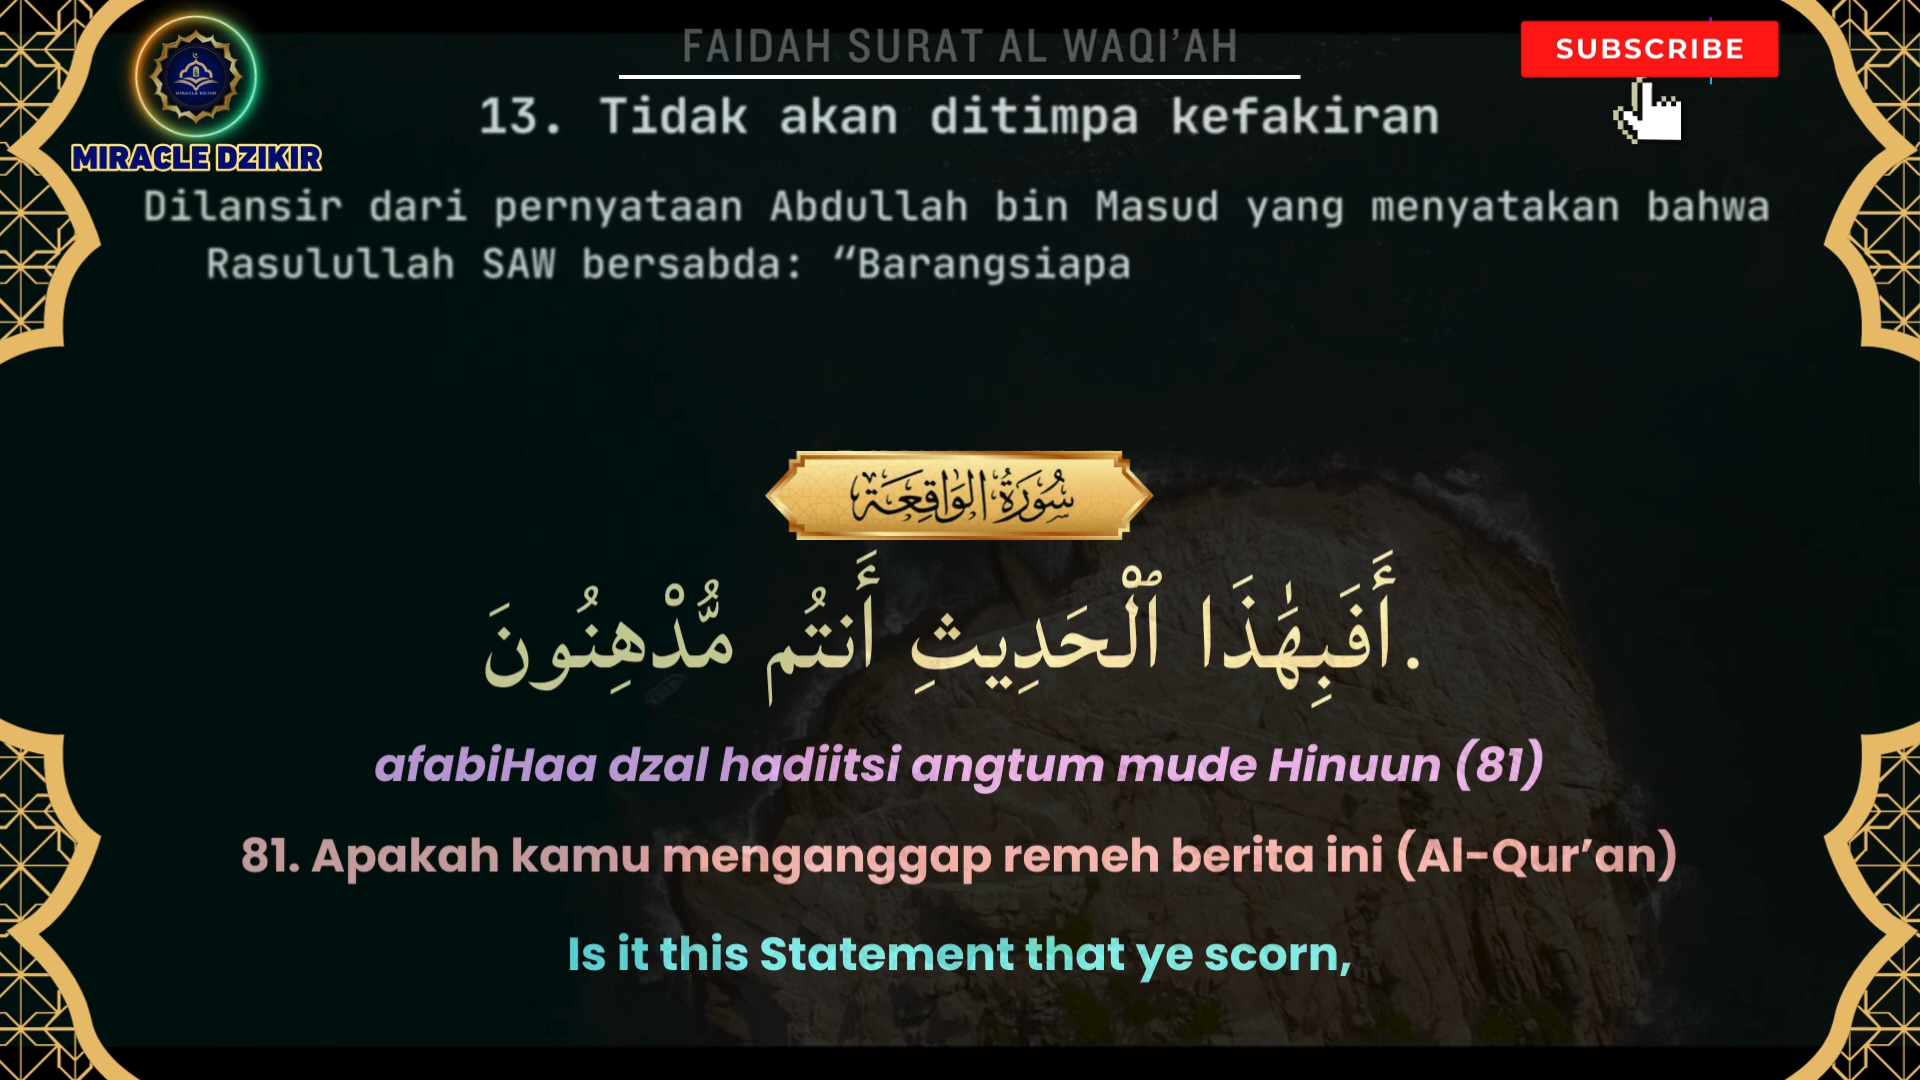 FAIDAH SURAT AL WAQI’AH
SUBSCRIBE
MIRACLE DZIKIR
13. Tidak akan ditimpa kefakiran
Dilansir dari pernyataan Abdullah bin Masud yang menyatakan bahwa
Rasulullah SAW bersabda: “Barangsiapa
سُورَةُ الوَاقِعَة
أَفَبِهَٰذَا ٱلْحَدِيثِ أَنتُم مُّدْهِنُونَ.
afabiHaa dzal hadiitsi angtum mude Hinuun (81)
81. Apakah kamu menganggap remeh berita ini (Al-Qur’an)
Is it this Statement that ye scorn,